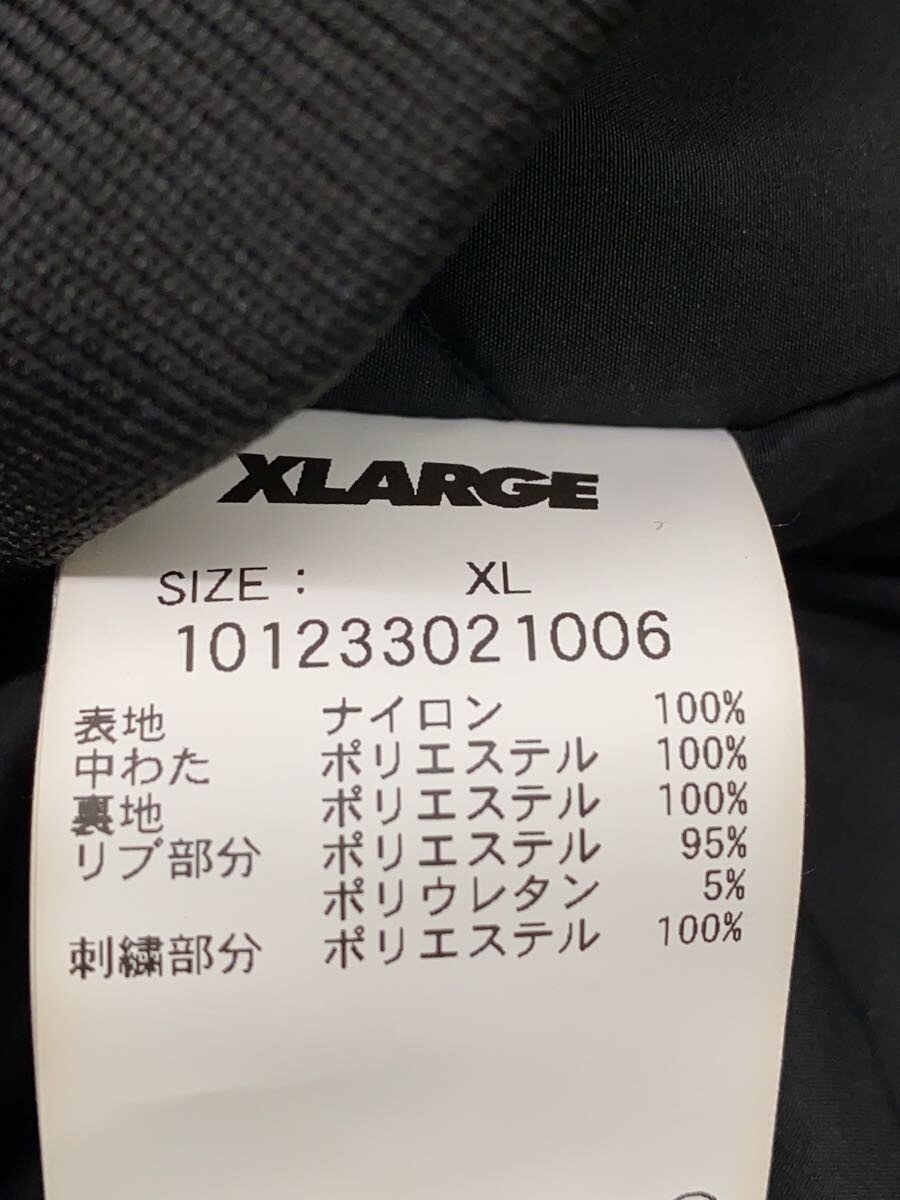 XLARGE
SIZE : XL
101233021006
表地 ナイロン 100%
中わた ポリエステル 100%
裏地 ポリエステル 100%
リブ部分 ポリエステル 95%
ポリウレタン 5%
刺繍部分 ポリエステル 100%